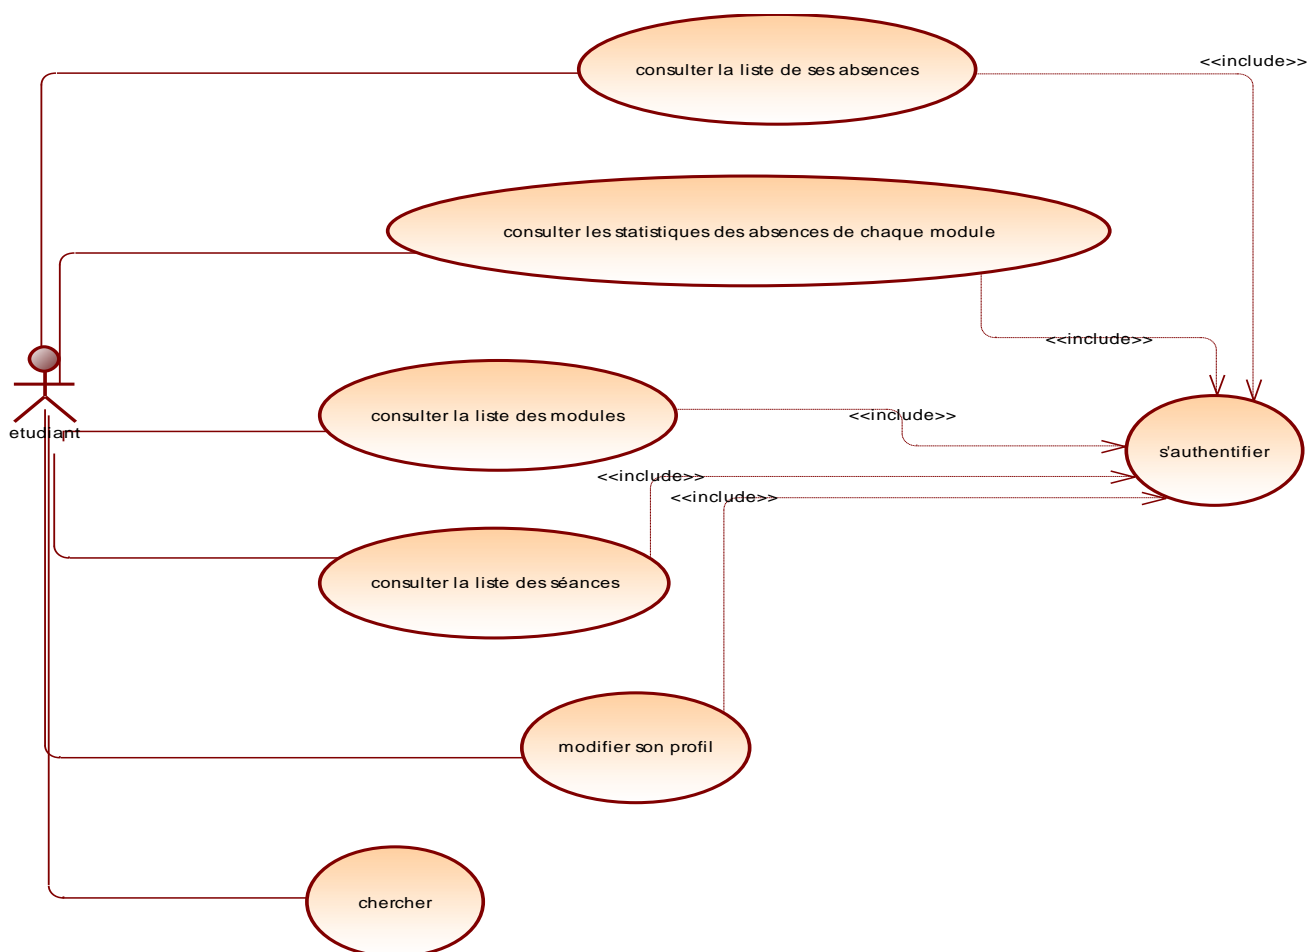 consulter la liste de ses absences
<<include>>
consulter les statistiques des absences de chaque module
<<include>>
consulter la liste des modules
<<include>>
etudiant
s'authentifier
<<include>>
<<include>>
consulter la liste des séances
modifier son profil
chercher